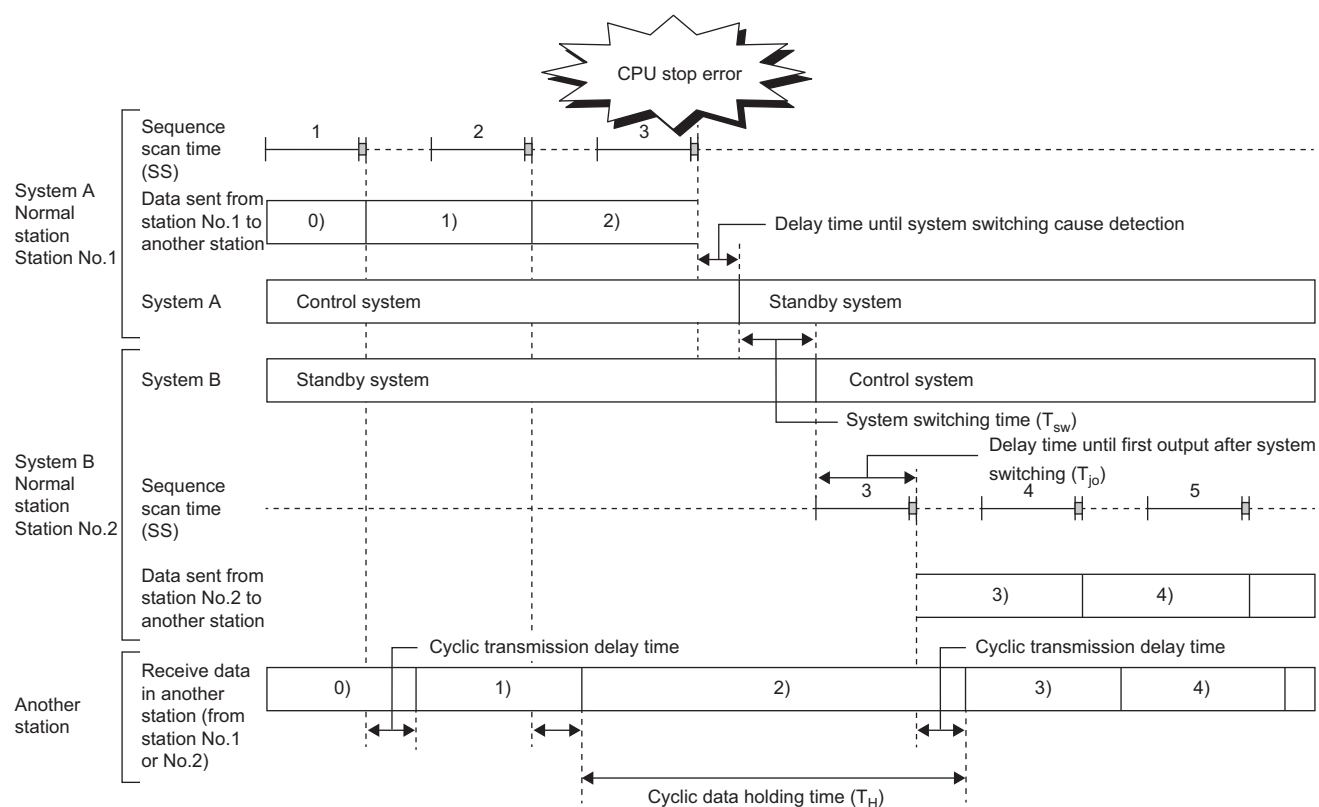 CPU stop error
System A
Normal
station
Station No.1
Sequence
scan time
(SS)
1
2
3
Data sent from
station No.1 to
another station
0)
1)
2)
Delay time until system switching cause detection
System A
Control system
Standby system
System B
Normal
station
Station No.2
System B
Standby system
Control system
System switching time (Tsw)
Delay time until first output after system
switching (Tjo)
Sequence
scan time
(SS)
3
4
5
Data sent from
station No.2 to
another station
3)
4)
Cyclic transmission delay time
Cyclic transmission delay time
Another
station
Receive data
in another
station (from
station No.1
or No.2)
0)
1)
2)
3)
4)
Cyclic data holding time (TH)